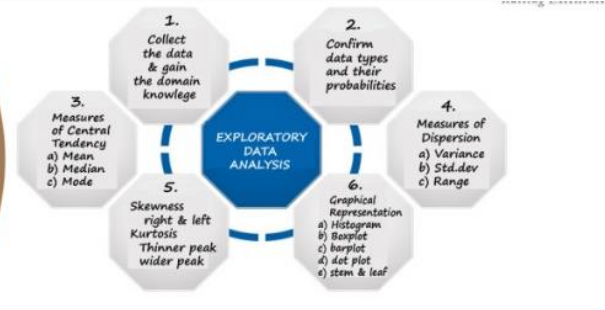 1.
Collect
the data
& gain
the domain
knowlege
2.
Confirm
data types
and their
probabilities
3.
Measures
of Central
Tendency
a) Mean
b) Median
c) Mode
EXPLORATORY
DATA
ANALYSIS
4.
Measures of
Dispersion
a) Variance
b) Std.dev
c) Range
5.
Skewness
right & left
Kurtosis
Thinner peak
wider peak
6.
Graphical
Representation
a) Histogram
b) Boxplot
c) barplot
d) dot plot
e) stem & leaf